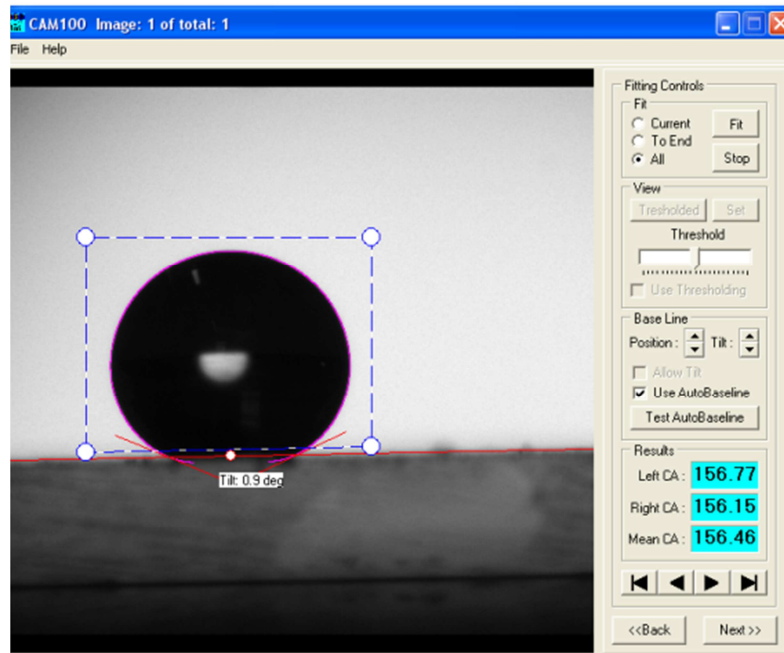 CAM100 Image: 1 of total: 1
File Help
Fitting Controls
Fit
Current
Fit
To End
All
Stop
View
Tresholded
Set
Threshold
Use Thresholding
Base Line
Position :
Tilt :
Allow Tilt
Use AutoBaseline
Test AutoBaseline
Results
Left CA : 156.77
Right CA : 156.15
Mean CA : 156.46
<<Back
Next >>
Tilt: 0.9 deg